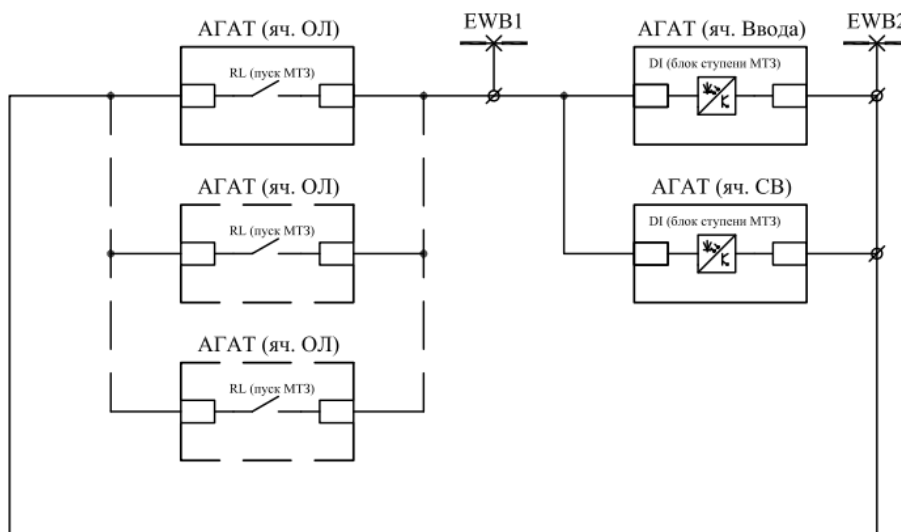 АГАТ (яч. ОЛ)
RL (пуск МТЗ)
EWB1
АГАТ (яч. Ввода)
DI (блок ступени МТЗ)
EWB2
АГАТ (яч. ОЛ)
RL (пуск МТЗ)
АГАТ (яч. СВ)
DI (блок ступени МТЗ)
АГАТ (яч. ОЛ)
RL (пуск МТЗ)